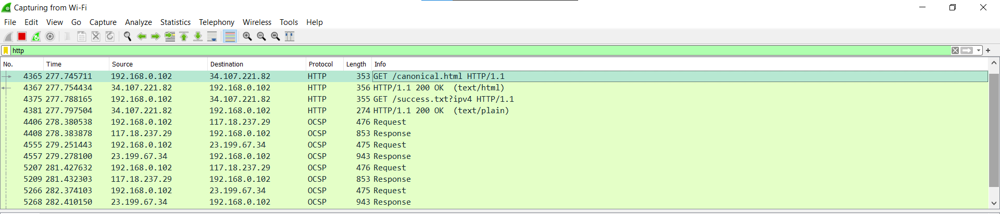 Capturing from Wi-Fi
File Edit View Go Capture Analyze Statistics Telephony Wireless Tools Help
http
No. Time Source Destination Protocol Length Info
4365 277.745711 192.168.0.102 34.107.221.82 HTTP 353 GET /canonical.html HTTP/1.1
4367 277.754434 34.107.221.82 192.168.0.102 HTTP 356 HTTP/1.1 200 OK (text/html)
4375 277.788165 192.168.0.102 34.107.221.82 HTTP 355 GET /success.txt?ipv4 HTTP/1.1
4381 277.797504 34.107.221.82 192.168.0.102 HTTP 274 HTTP/1.1 200 OK (text/plain)
4406 278.380538 192.168.0.102 117.18.237.29 OCSP 476 Request
4408 278.383878 117.18.237.29 192.168.0.102 OCSP 853 Response
4555 279.251443 192.168.0.102 23.199.67.34 OCSP 475 Request
4557 279.278100 23.199.67.34 192.168.0.102 OCSP 943 Response
5207 281.427632 192.168.0.102 117.18.237.29 OCSP 476 Request
5209 281.432303 117.18.237.29 192.168.0.102 OCSP 853 Response
5266 282.374103 192.168.0.102 23.199.67.34 OCSP 475 Request
5268 282.410150 23.199.67.34 192.168.0.102 OCSP 943 Response